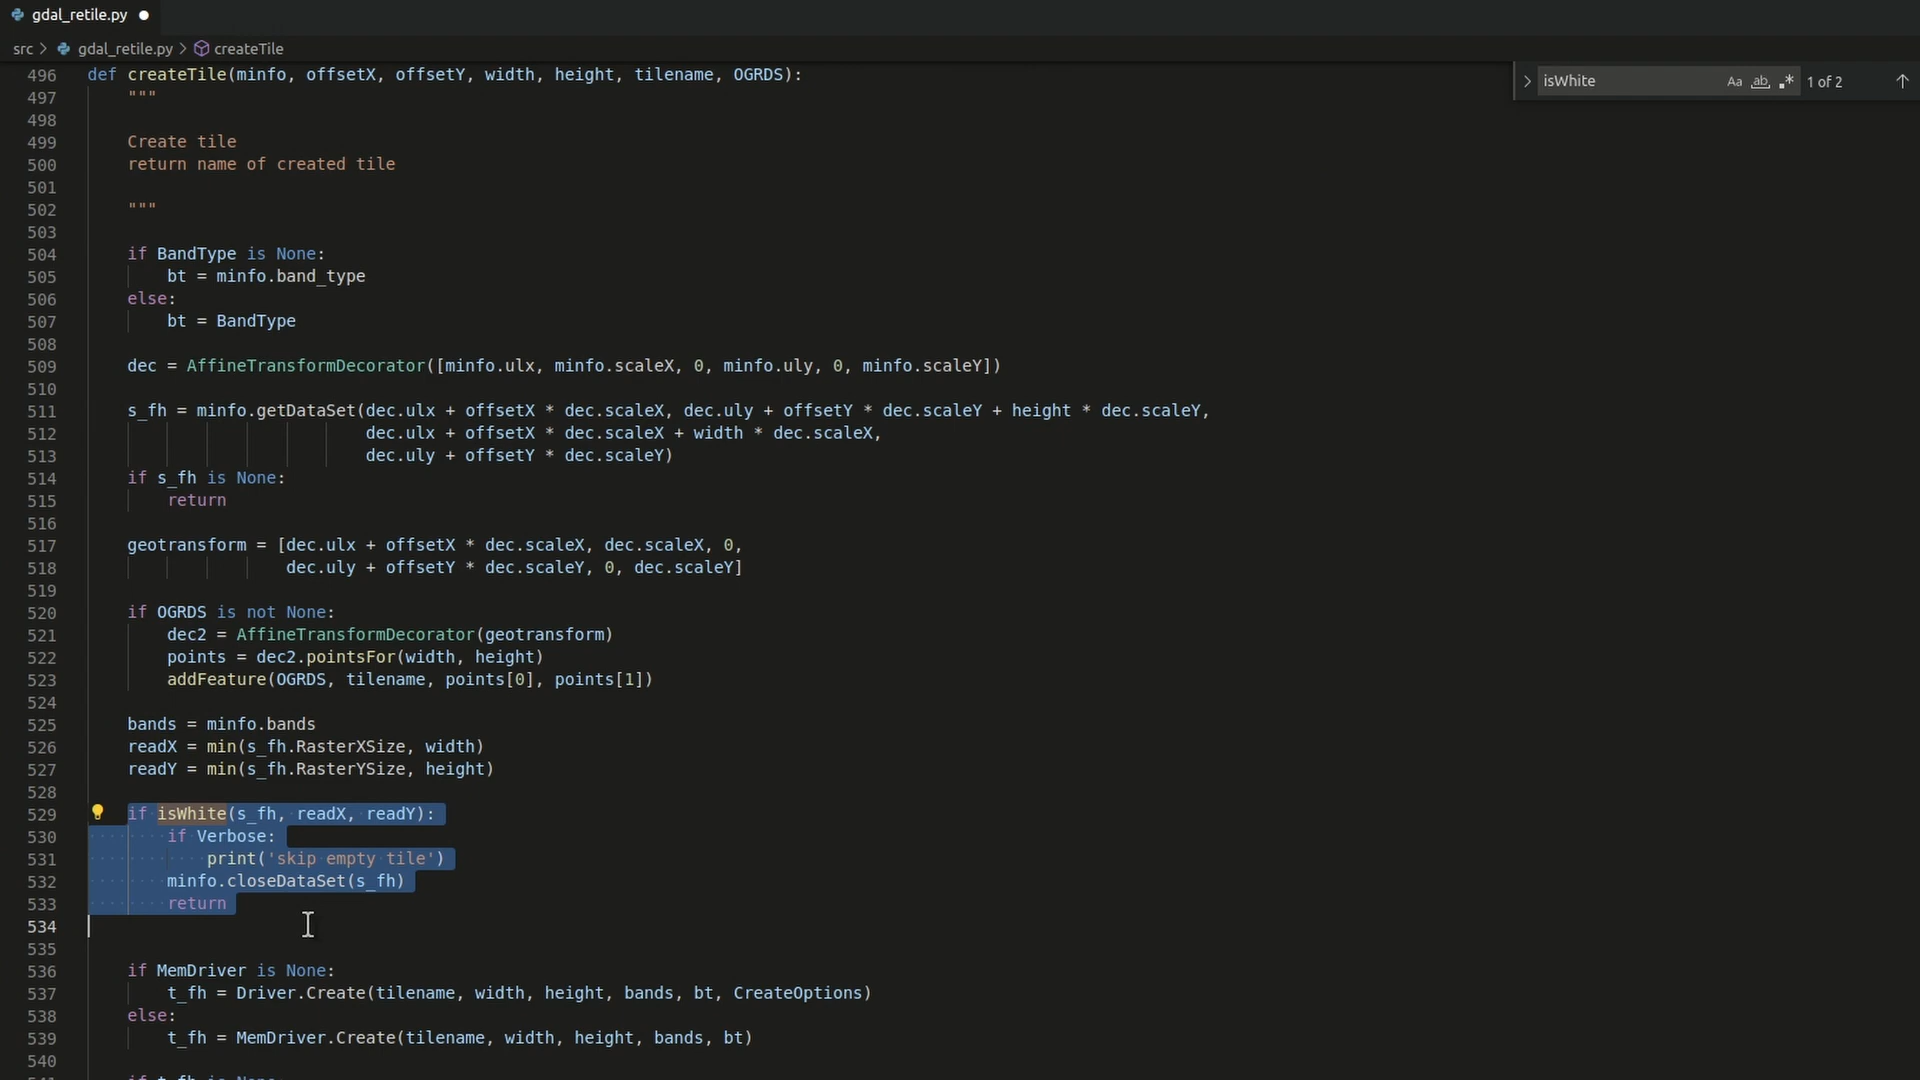 gdal_retile.py
src > gdal_retile.py > createTile
isWhite Aa ab .* 1 of 2
496 def createTile(minfo, offsetX, offsetY, width, height, tilename, OGRDS):
497 """
498
499 Create tile
500 return name of created tile
501
502 """
503
504 if BandType is None:
505 bt = minfo.band_type
506 else:
507 bt = BandType
508
509 dec = AffineTransformDecorator([minfo.ulx, minfo.scaleX, 0, minfo.uly, 0, minfo.scaleY])
510
511 s_fh = minfo.getDataSet(dec.ulx + offsetX * dec.scaleX, dec.uly + offsetY * dec.scaleY + height * dec.scaleY,
512 dec.ulx + offsetX * dec.scaleX + width * dec.scaleX,
513 dec.uly + offsetY * dec.scaleY)
514 if s_fh is None:
515 return
516
517 geotransform = [dec.ulx + offsetX * dec.scaleX, dec.scaleX, 0,
518 dec.uly + offsetY * dec.scaleY, 0, dec.scaleY]
519
520 if OGRDS is not None:
521 dec2 = AffineTransformDecorator(geotransform)
522 points = dec2.pointsFor(width, height)
523 addFeature(OGRDS, tilename, points[0], points[1])
524
525 bands = minfo.bands
526 readX = min(s_fh.RasterXSize, width)
527 readY = min(s_fh.RasterYSize, height)
528
529 if isWhite(s_fh, readX, readY):
530 if Verbose:
531 print('skip empty tile')
532 minfo.closeDataSet(s_fh)
533 return
534
535
536 if MemDriver is None:
537 t_fh = Driver.Create(tilename, width, height, bands, bt, CreateOptions)
538 else:
539 t_fh = MemDriver.Create(tilename, width, height, bands, bt)
540
541 if t_fh is None: